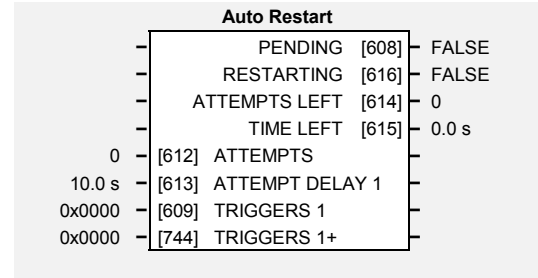 Auto Restart
PENDING [608] FALSE
RESTARTING [616] FALSE
ATTEMPTS LEFT [614] 0
TIME LEFT [615] 0.0 s
0 [612] ATTEMPTS
10.0 s [613] ATTEMPT DELAY 1
0x0000 [609] TRIGGERS 1
0x0000 [744] TRIGGERS 1+